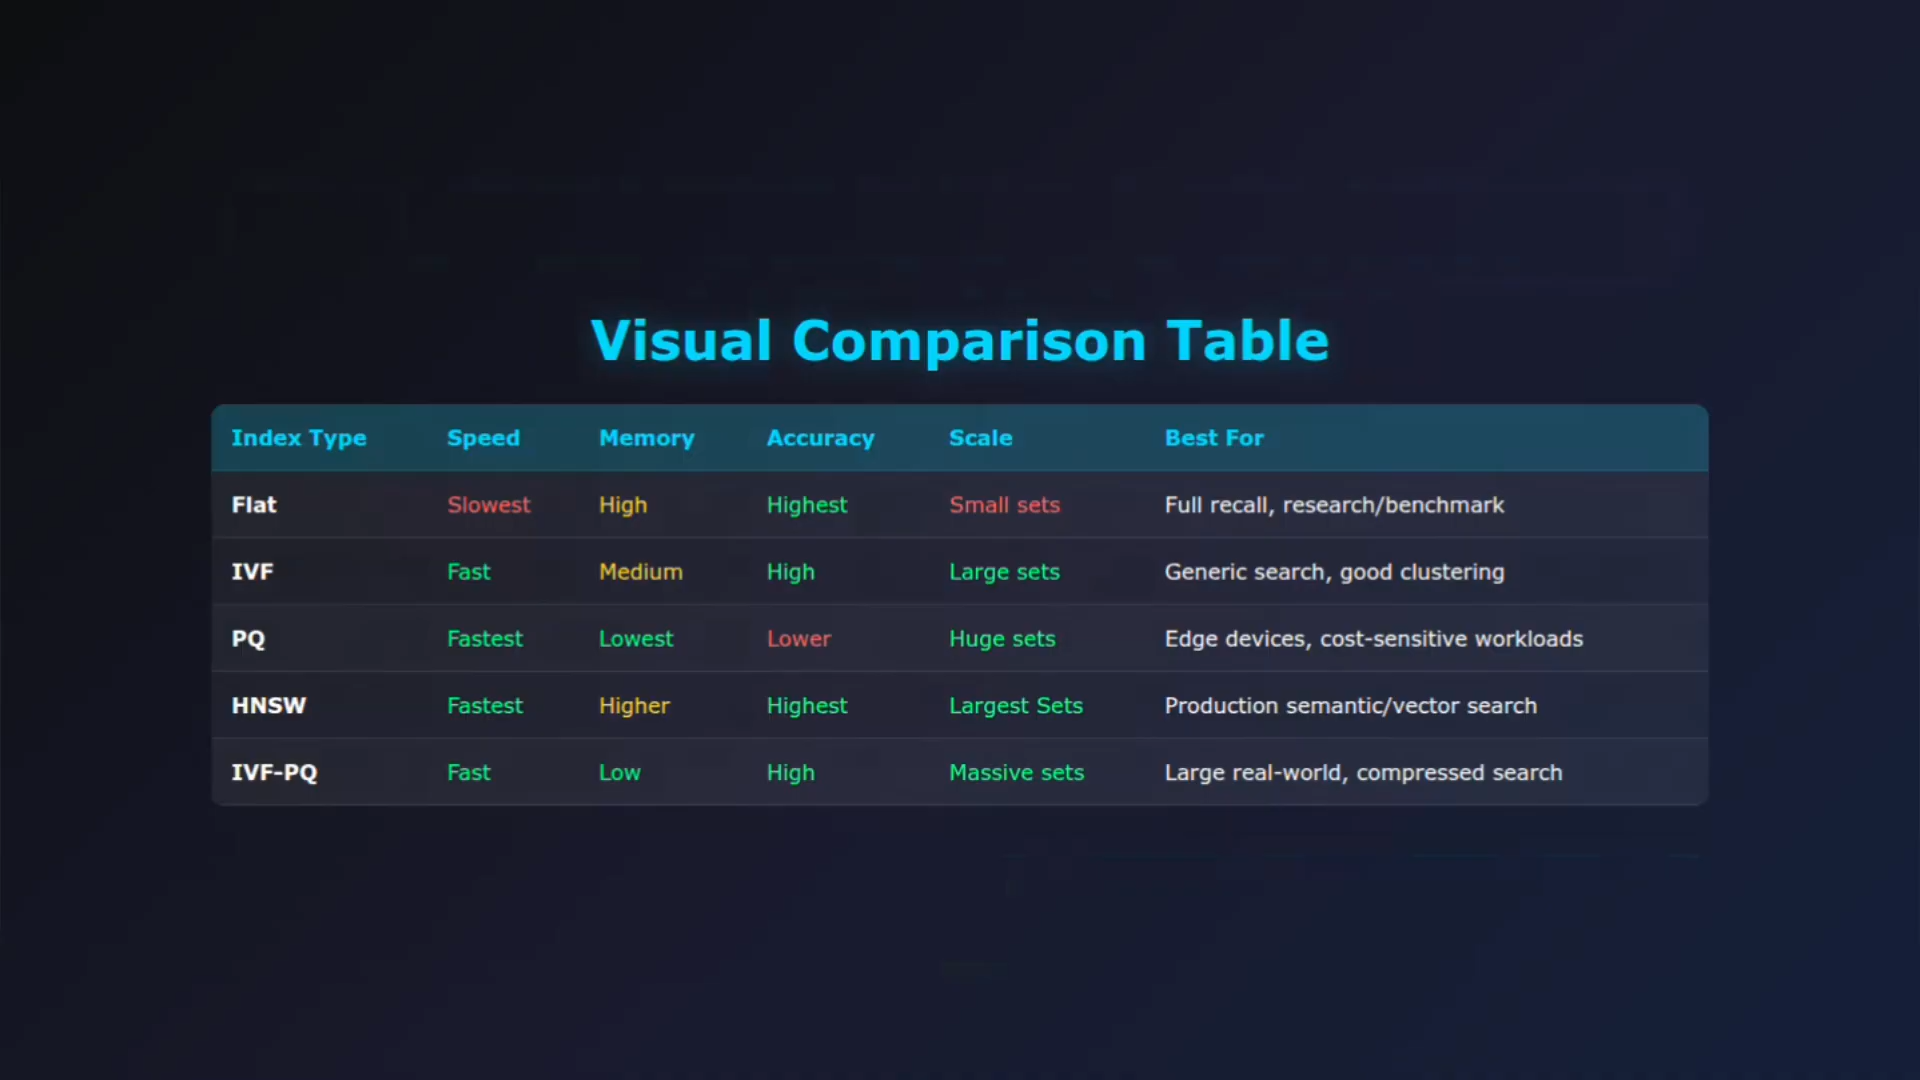 Visual Comparison Table
Index Type Speed Memory Accuracy Scale Best For
Flat Slowest High Highest Small sets Full recall, research/benchmark
IVF Fast Medium High Large sets Generic search, good clustering
PQ Fastest Lowest Lower Huge sets Edge devices, cost-sensitive workloads
HNSW Fastest Higher Highest Largest Sets Production semantic/vector search
IVF-PQ Fast Low High Massive sets Large real-world, compressed search